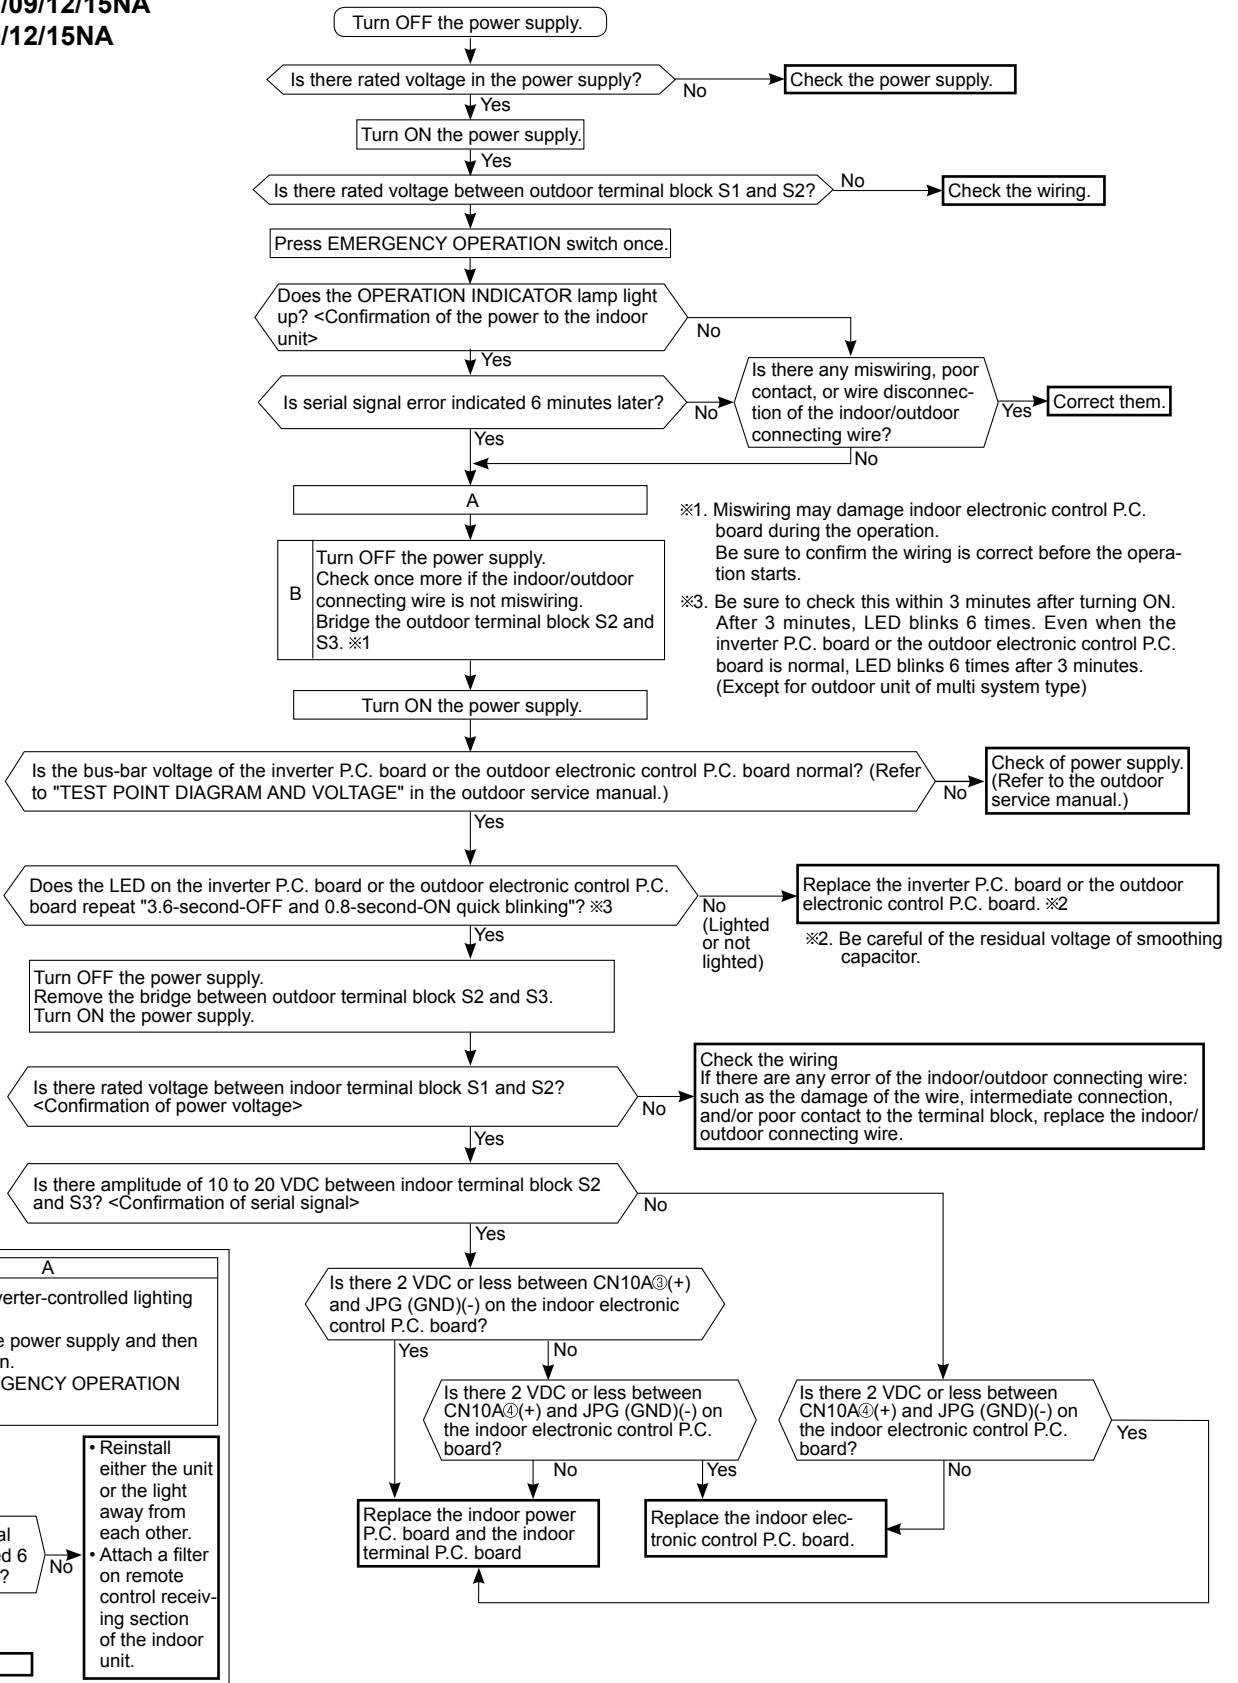 /09/12/15NA
/12/15NA
Turn OFF the power supply.
Is there rated voltage in the power supply?
No
Check the power supply.
Yes
Turn ON the power supply.
Yes
Is there rated voltage between outdoor terminal block S1 and S2?
No
Check the wiring.
Press EMERGENCY OPERATION switch once.
Does the OPERATION INDICATOR lamp light
up? <Confirmation of the power to the indoor
unit>
No
Yes
Is serial signal error indicated 6 minutes later?
No
Is there any miswiring, poor
contact, or wire disconnec-
tion of the indoor/outdoor
connecting wire?
Yes
Correct them.
Yes
No
A
B
Turn OFF the power supply.
Check once more if the indoor/outdoor
connecting wire is not miswiring.
Bridge the outdoor terminal block S2 and
S3. ※1
※1. Miswiring may damage indoor electronic control P.C.
board during the operation.
Be sure to confirm the wiring is correct before the opera-
tion starts.
※3. Be sure to check this within 3 minutes after turning ON.
After 3 minutes, LED blinks 6 times. Even when the
inverter P.C. board or the outdoor electronic control P.C.
board is normal, LED blinks 6 times after 3 minutes.
(Except for outdoor unit of multi system type)
Turn ON the power supply.
Is the bus-bar voltage of the inverter P.C. board or the outdoor electronic control P.C. board normal? (Refer
to "TEST POINT DIAGRAM AND VOLTAGE" in the outdoor service manual.)
No
Check of power supply.
(Refer to the outdoor
service manual.)
Yes
Does the LED on the inverter P.C. board or the outdoor electronic control P.C.
board repeat "3.6-second-OFF and 0.8-second-ON quick blinking"? ※3
No
(Lighted
or not
lighted)
Replace the inverter P.C. board or the outdoor
electronic control P.C. board. ※2
※2. Be careful of the residual voltage of smoothing
capacitor.
Yes
Turn OFF the power supply.
Remove the bridge between outdoor terminal block S2 and S3.
Turn ON the power supply.
Is there rated voltage between indoor terminal block S1 and S2?
<Confirmation of power voltage>
No
Check the wiring
If there are any error of the indoor/outdoor connecting wire:
such as the damage of the wire, intermediate connection,
and/or poor contact to the terminal block, replace the indoor/
outdoor connecting wire.
Yes
Is there amplitude of 10 to 20 VDC between indoor terminal block S2
and S3? <Confirmation of serial signal>
No
Yes
Is there 2 VDC or less between CN10A③(+)
and JPG (GND)(-) on the indoor electronic
control P.C. board?
Yes
No
Is there 2 VDC or less between
CN10A④(+) and JPG (GND)(-) on
the indoor electronic control P.C.
board?
Is there 2 VDC or less between
CN10A④(+) and JPG (GND)(-) on
the indoor electronic control P.C.
board?
Yes
No
Yes
No
Replace the indoor power
P.C. board and the indoor
terminal P.C. board
Replace the indoor elec-
tronic control P.C. board.
A
verter-controlled lighting
e power supply and then
n.
GENCY OPERATION
al
ed 6
?
No
• Reinstall
either the unit
or the light
away from
each other.
• Attach a filter
on remote
control receiv-
ing section
of the indoor
unit.